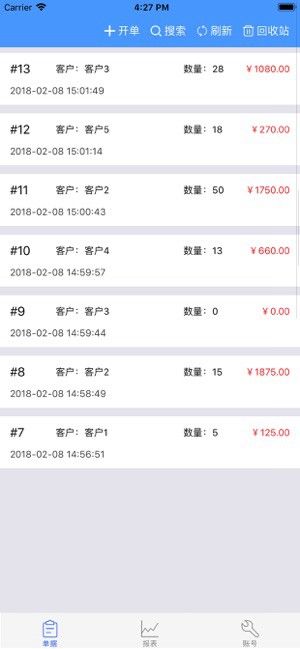 Carrier 4:27 PM
开单 搜索 刷新 回收站
#13 客户：客户3 数量：28 ￥1080.00
2018-02-08 15:01:49
#12 客户：客户5 数量：18 ￥270.00
2018-02-08 15:01:14
#11 客户：客户2 数量：50 ￥1750.00
2018-02-08 15:00:43
#10 客户：客户4 数量：13 ￥660.00
2018-02-08 14:59:57
#9 客户：客户3 数量：0 ￥0.00
2018-02-08 14:59:44
#8 客户：客户2 数量：15 ￥1875.00
2018-02-08 14:58:49
#7 客户：客户1 数量：5 ￥125.00
2018-02-08 14:56:51
单据 报表 账号